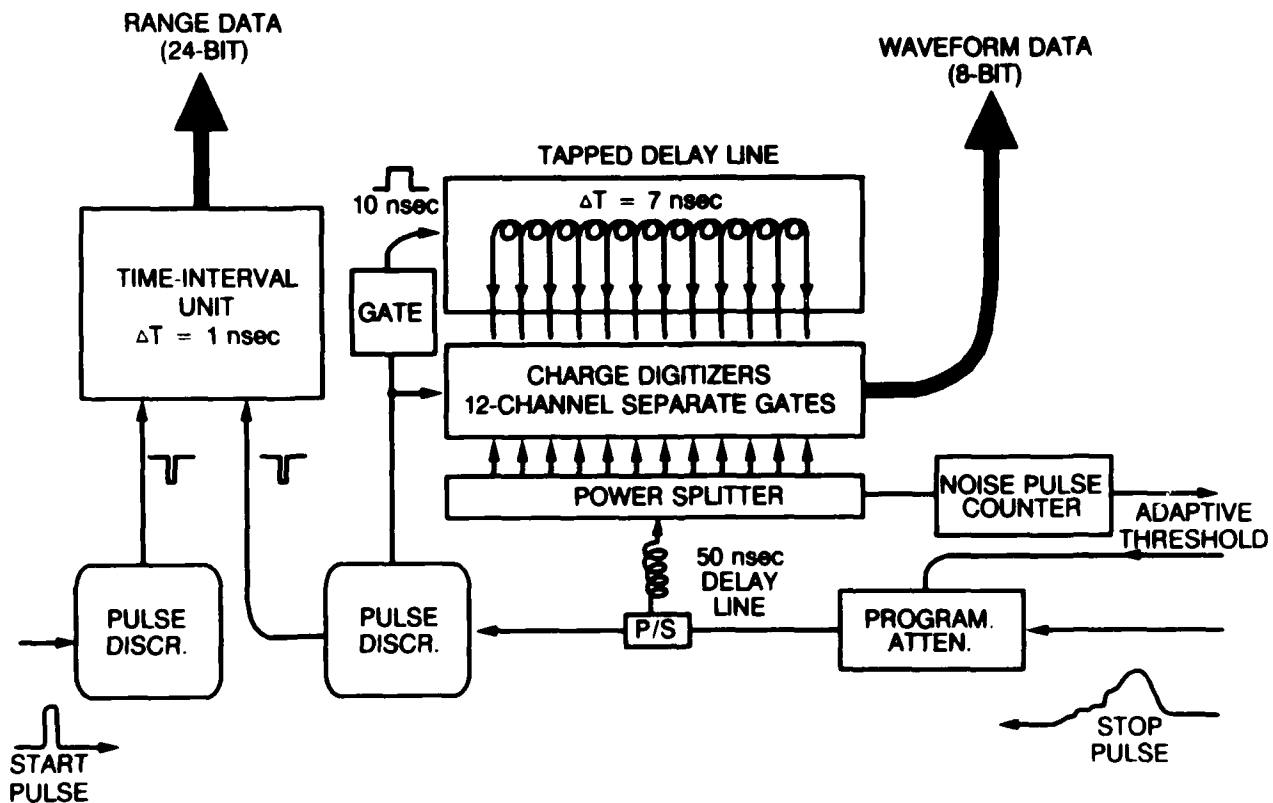 RANGE DATA
(24-BIT)
WAVEFORM DATA
(8-BIT)
TAPPED DELAY LINE
10 nsec
ΔT = 7 nsec
TIME-INTERVAL
UNIT
ΔT = 1 nsec
GATE
CHARGE DIGITIZERS
12-CHANNEL SEPARATE GATES
POWER SPLITTER
NOISE PULSE
COUNTER
ADAPTIVE
THRESHOLD
50 nsec
DELAY
LINE
PULSE
DISCR.
PULSE
DISCR.
P/S
PROGRAM.
ATTEN.
START
PULSE
STOP
PULSE